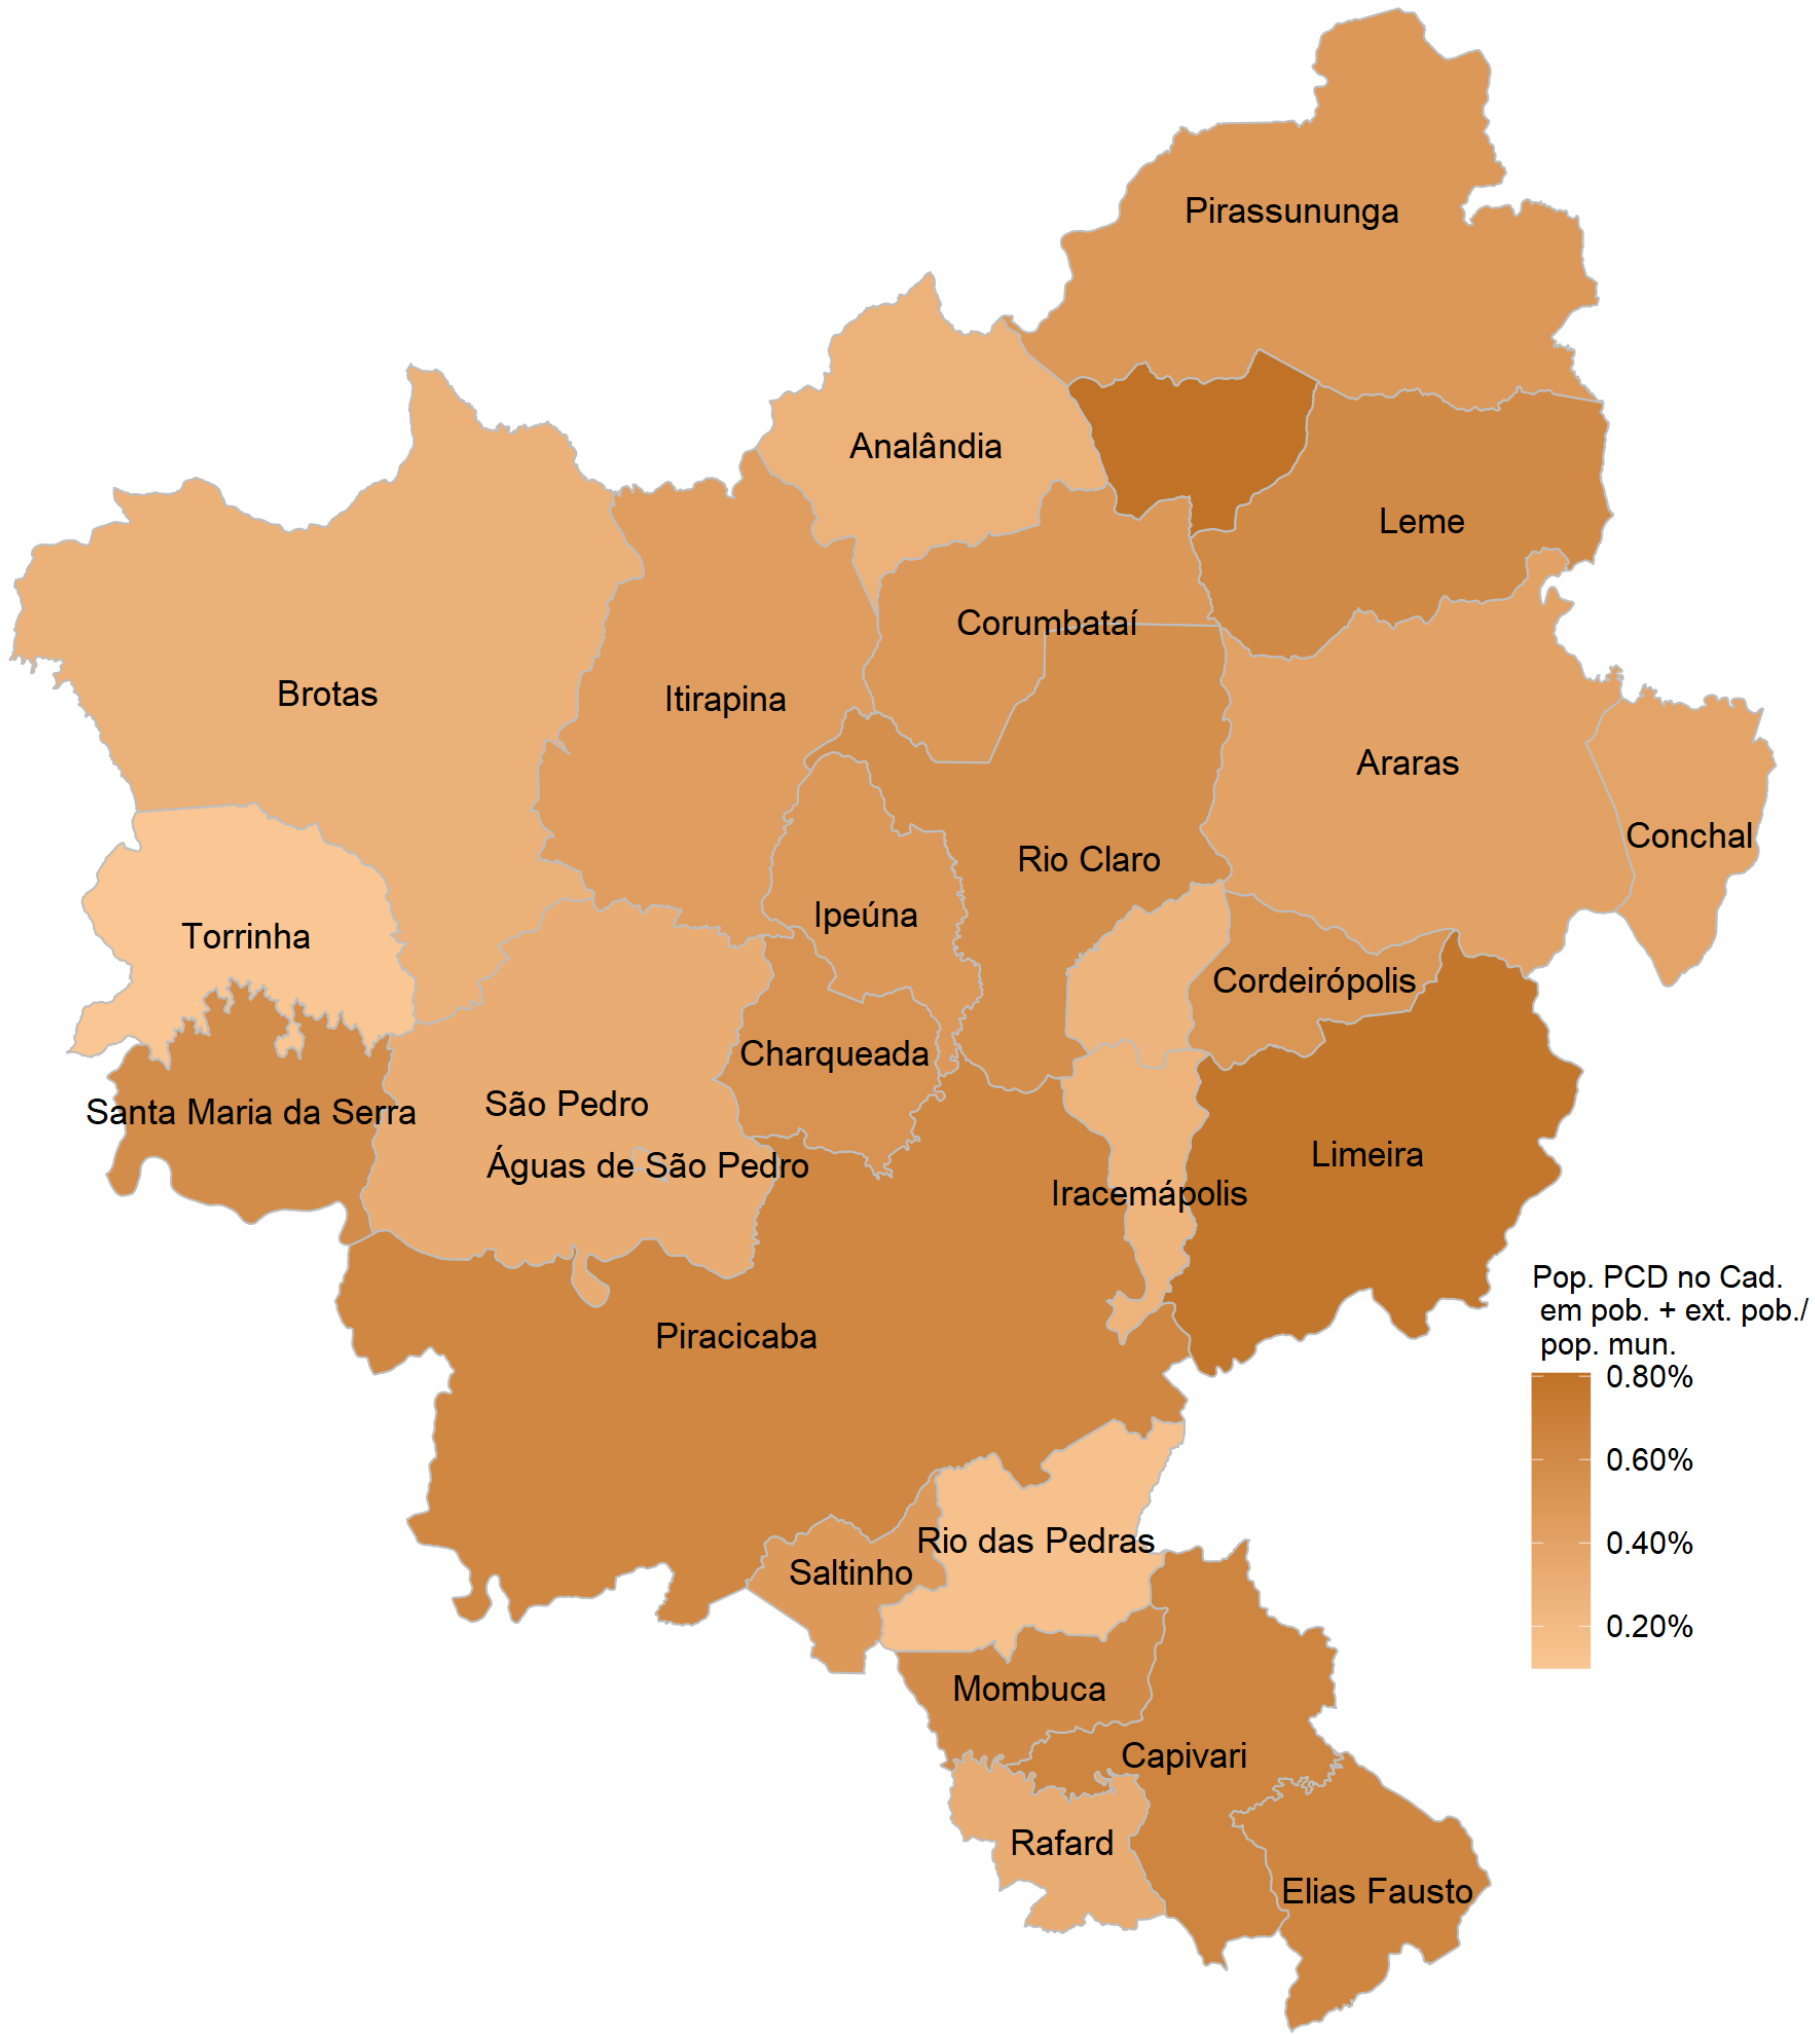 Pirassununga
Analândia
Leme
Corumbataí
Brotas
Itirapina
Araras
Conchal
Rio Claro
Ipeúna
Torrinha
Cordeirópolis
Charqueada
São Pedro
Santa Maria da Serra
Limeira
Águas de São Pedro
Iracemápolis
Piracicaba
Pop. PCD no Cad.
em pob. + ext. pob./
pop. mun.
0.80%
0.60%
0.40%
0.20%
Rio das Pedras
Saltinho
Mombuca
Capivari
Rafard
Elias Fausto